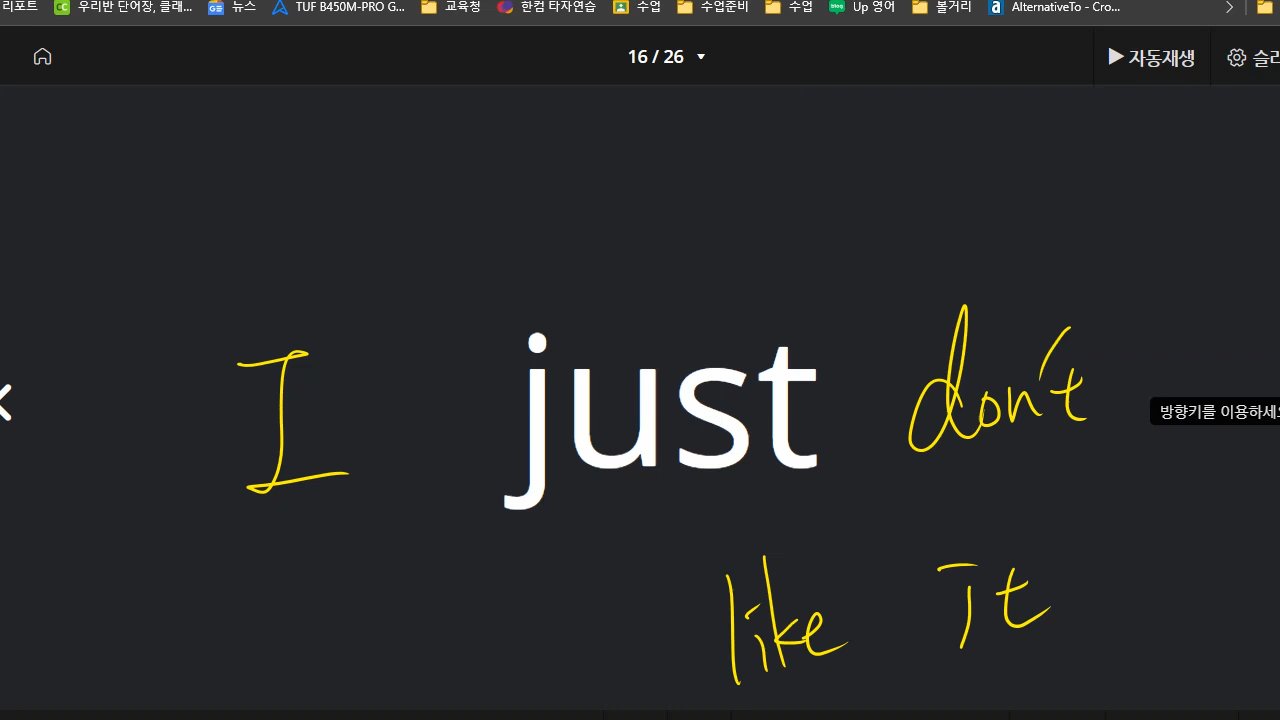 리포트 우리반 단어장, 클래... 뉴스 TUF B450M-PRO G... 교육청 한컴 타자연습 수업 수업준비 수업 Up 영어 볼거리 AlternativeTo - Cro...
16 / 26 자동재생 슬라
I just don't
방향키를 이용하세요
like it